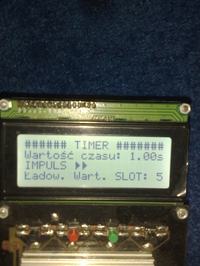 ###### TIMER #######
Wartość czasu: 1.00s
IMPULS ▶▶
Ładow. Wart. SLOT: 5